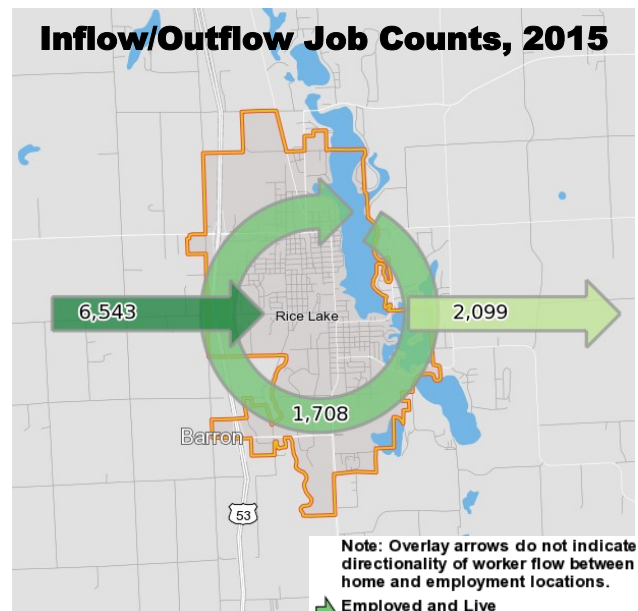 Inflow/Outflow Job Counts, 2015
6,543
2,099
Rice Lake
1,708
Barron
53
Note: Overlay arrows do not indicate
directionality of worker flow between
home and employment locations.
Employed and Live